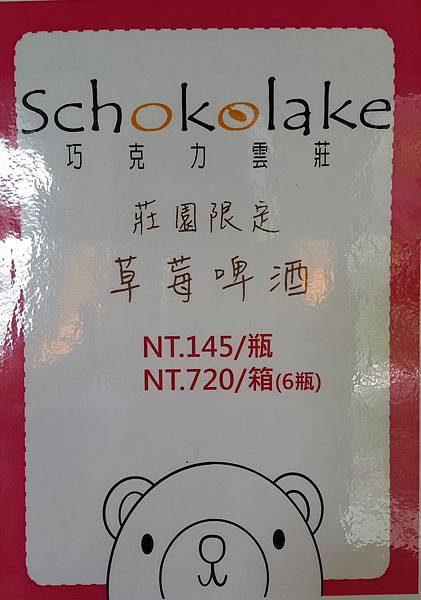 Schokolake
巧克力雲莊
莊園限定
草莓啤酒
NT.145/瓶
NT.720/箱(6瓶)